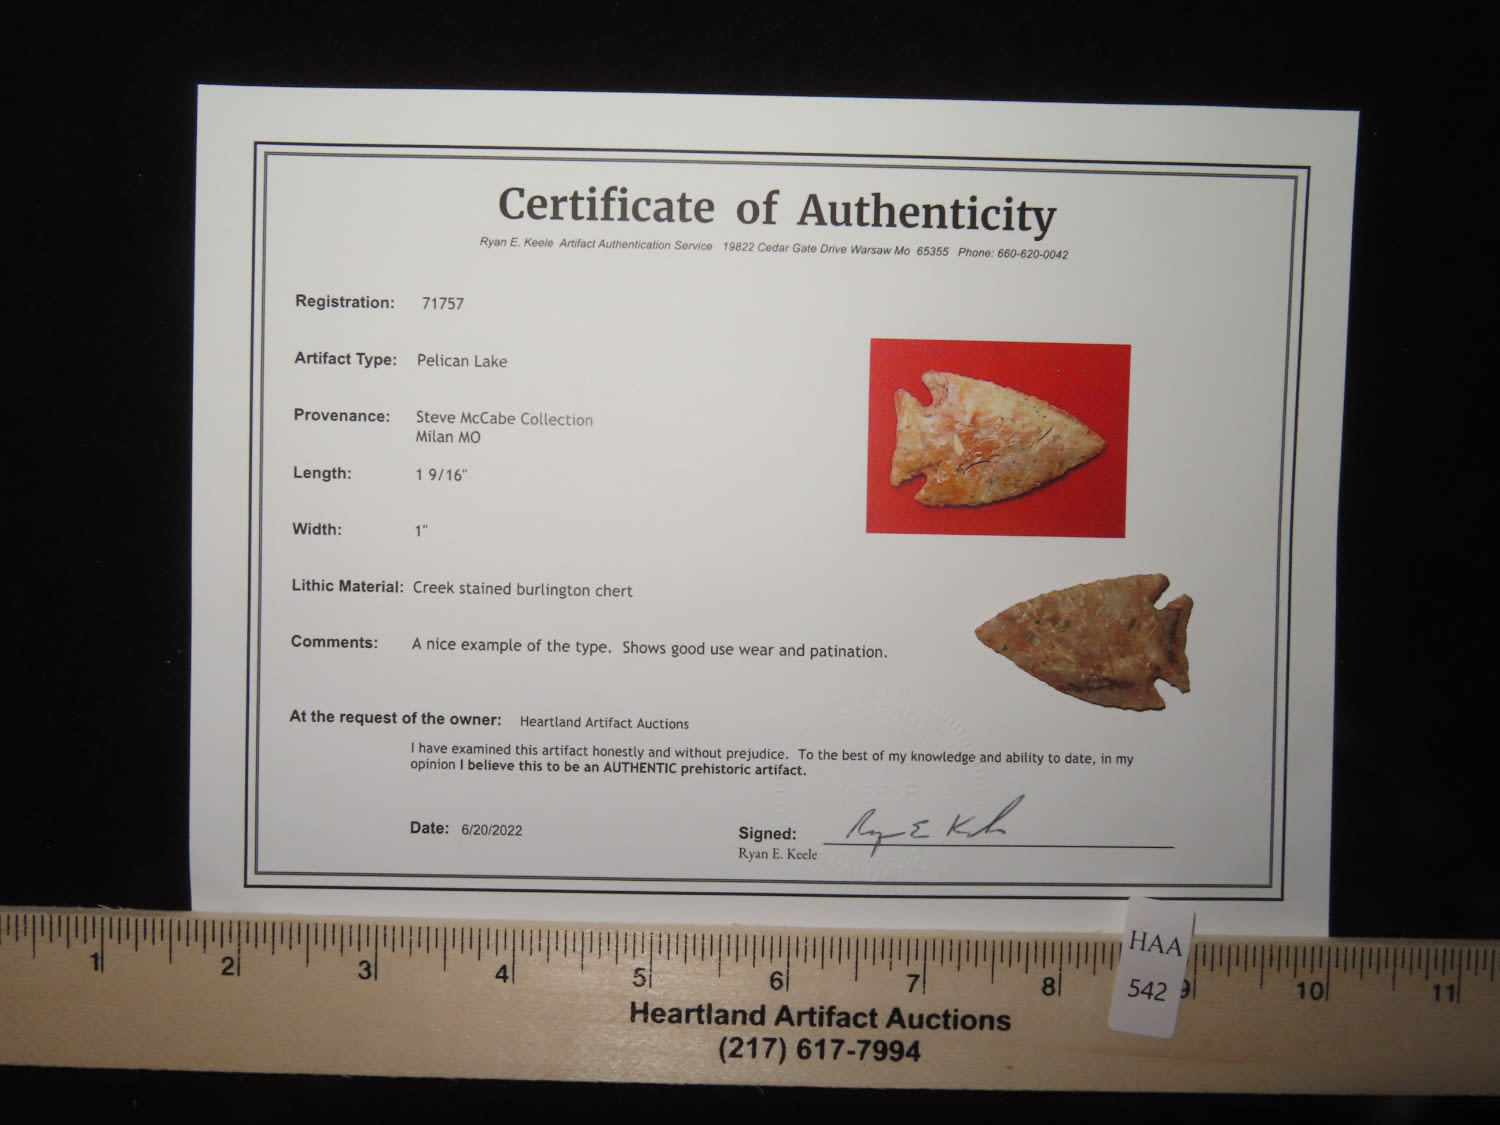 Certificate of Authenticity
Ryan E. Keele Artifact Authentication Service 19822 Cedar Gate Drive Warsaw Mo 65355 Phone: 660-620-0042
Registration: 71757
Artifact Type: Pelican Lake
Provenance: Steve McCabe Collection
Milan MO
Length: 1 9/16"
Width: 1"
Lithic Material: Creek stained burlington chert
Comments: A nice example of the type. Shows good use wear and patination.
At the request of the owner: Heartland Artifact Auctions
I have examined this artifact honestly and without prejudice. To the best of my knowledge and ability to date, in my
opinion I believe this to be an AUTHENTIC prehistoric artifact.
KEELE
Date: 6/20/2022
Signed: Ryan E Keele
Ryan E. Keele
HAA
542
1 2 3 4 5 6 7 8 9 10 11
Heartland Artifact Auctions
(217) 617-7994